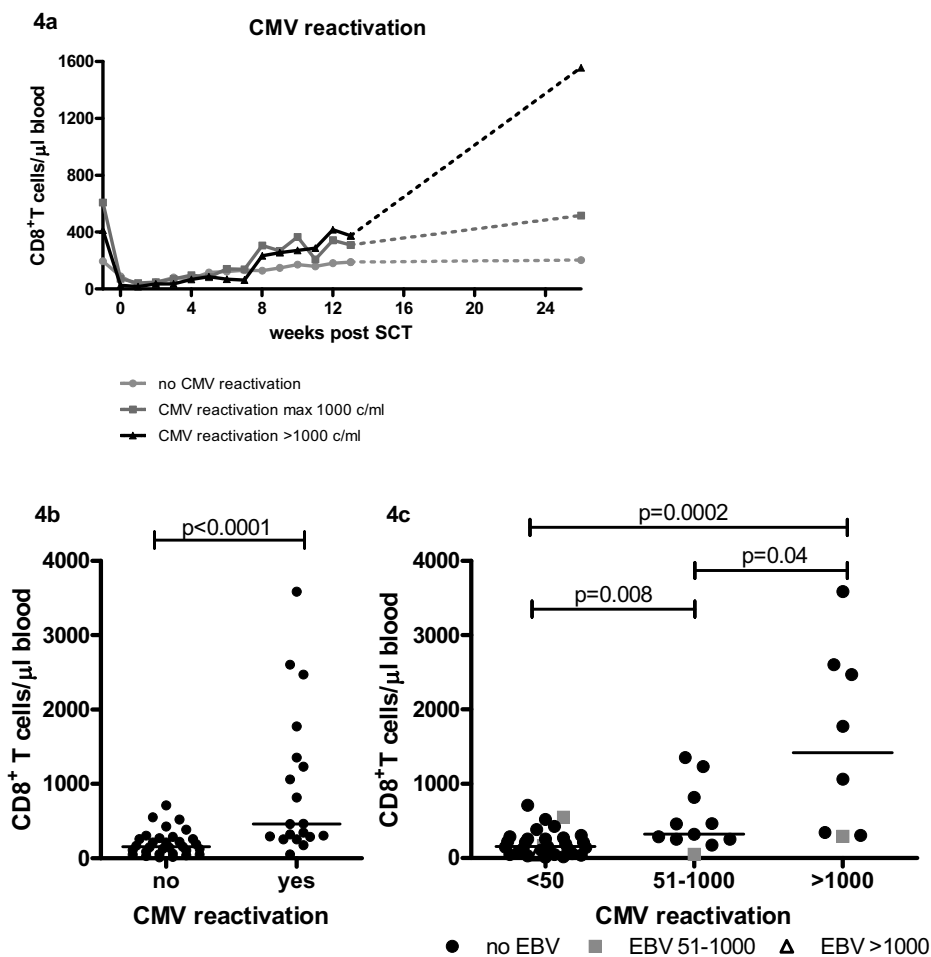 4a
CMV reactivation
CD8+T cells/μl blood
1600
1200
800
400
0
0 4 8 12 16 20 24
weeks post SCT
no CMV reactivation
CMV reactivation max 1000 c/ml
CMV reactivation >1000 c/ml
4b
p<0.0001
CD8+ T cells/μl blood
4000
3000
2000
1000
0
no yes
CMV reactivation
4c
p=0.0002
p=0.04
p=0.008
CD8+T cells/μl blood
4000
3000
2000
1000
0
<50 51-1000 >1000
CMV reactivation
no EBV EBV 51-1000 EBV >1000